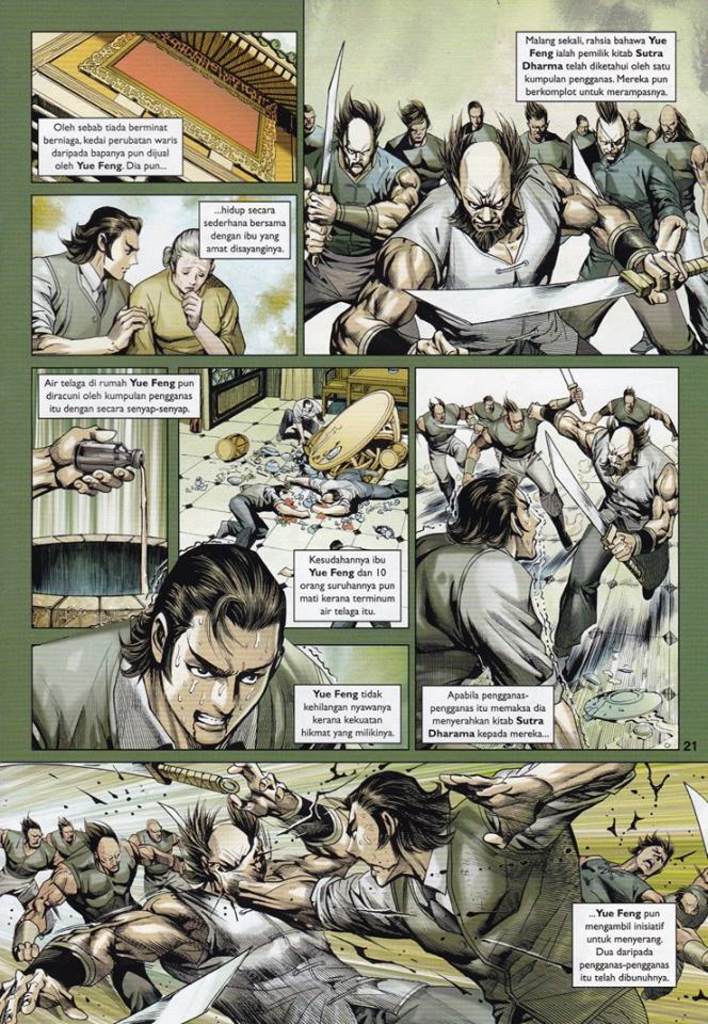 Oleh sebab tiada berminat
berniaga, kedai perubatan waris
daripada bapanya pun dijual
oleh Yue Feng. Dia pun...
...hidup secara
sederhana bersama
dengan ibu yang
amat disayanginya.
Malang sekali, rahsia bahawa Yue
Feng ialah pemilik kitab Sutra
Dharma telah diketahui oleh satu
kumpulan pengganas. Mereka pun
berkomplot untuk merampasnya.
Air telaga di rumah Yue Feng pun
diracuni oleh kumpulan pengganas
itu dengan secara senyap-senyap.
Kesudahannya ibu
Yue Feng dan 10
orang suruhannya pun
mati kerana terminum
air telaga itu.
Yue Feng tidak
kehilangan nyawanya
kerana kekuatan
hikmat yang milikinya.
Apabila pengganas-
pengganas itu memaksa dia
menyerahkan kitab Sutra
Dharama kepada mereka...
21
...Yue Feng pun
mengambil inisiatif
untuk menyerang.
Dua daripada
pengganas-pengganas
itu telah dibunuhnya.